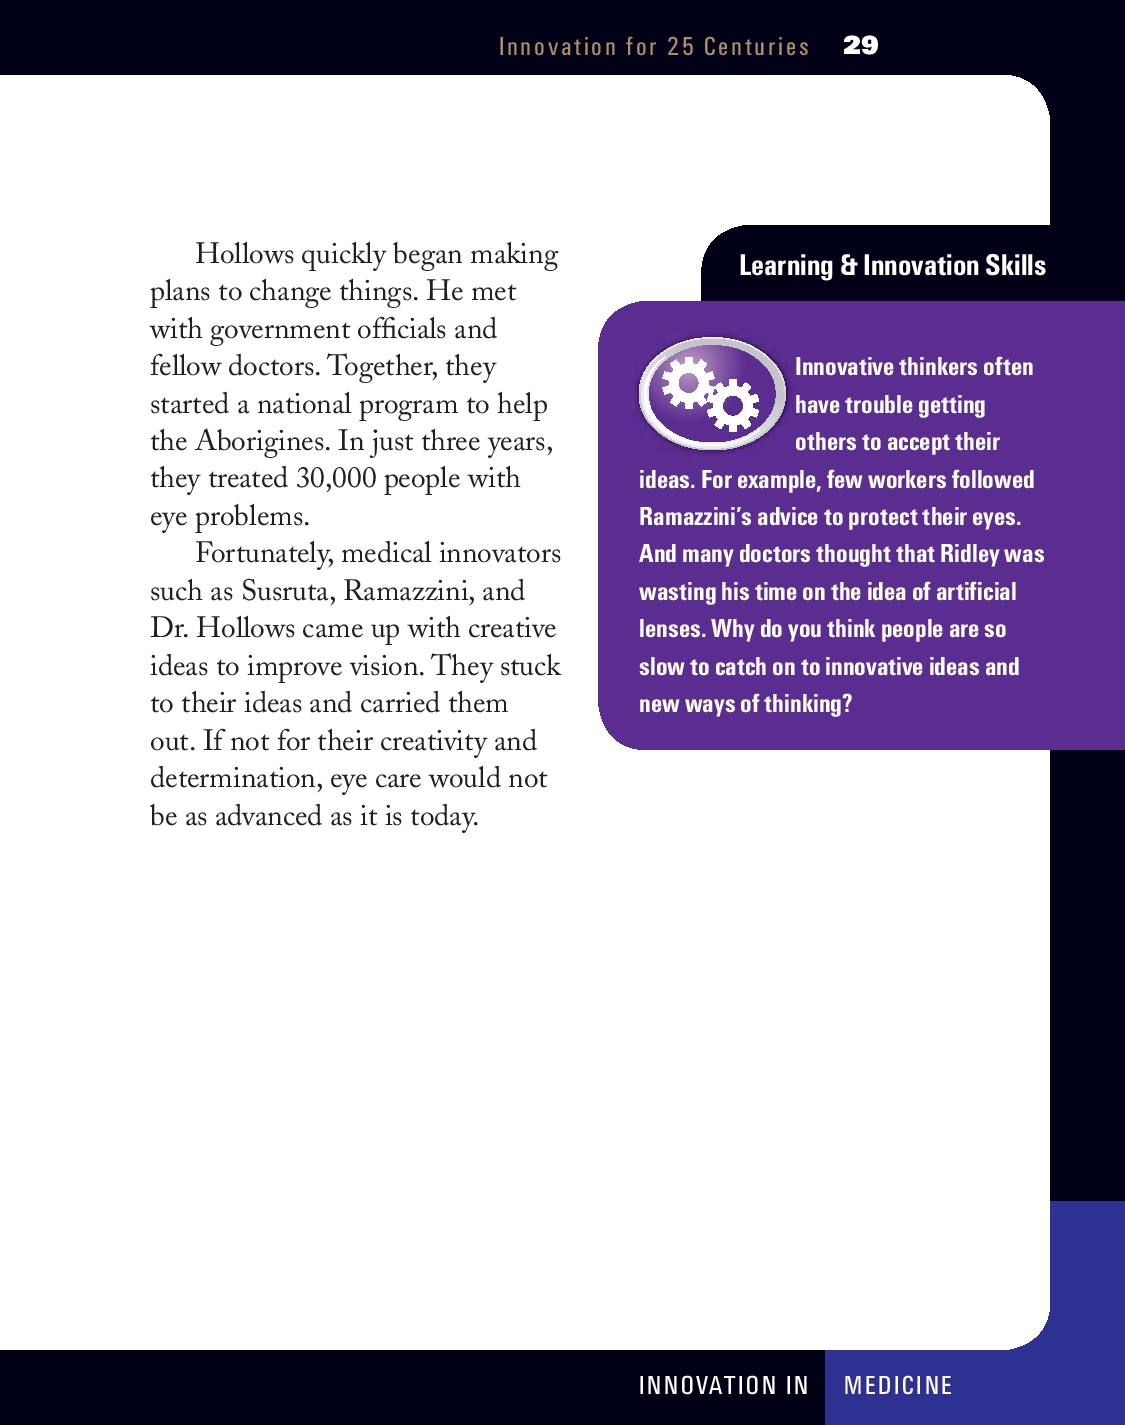 Innovation for 25 Centuries 29
Hollows quickly began making
plans to change things. He met
with government officials and
fellow doctors. Together, they
started a national program to help
the Aborigines. In just three years,
they treated 30,000 people with
eye problems.
Fortunately, medical innovators
such as Susruta, Ramazzini, and
Dr. Hollows came up with creative
ideas to improve vision. They stuck
to their ideas and carried them
out. If not for their creativity and
determination, eye care would not
be as advanced as it is today.
Learning & Innovation Skills
Innovative thinkers often
have trouble getting
others to accept their
ideas. For example, few workers followed
Ramazzini's advice to protect their eyes.
And many doctors thought that Ridley was
wasting his time on the idea of artificial
lenses. Why do you think people are so
slow to catch on to innovative ideas and
new ways of thinking?
INNOVATION IN MEDICINE